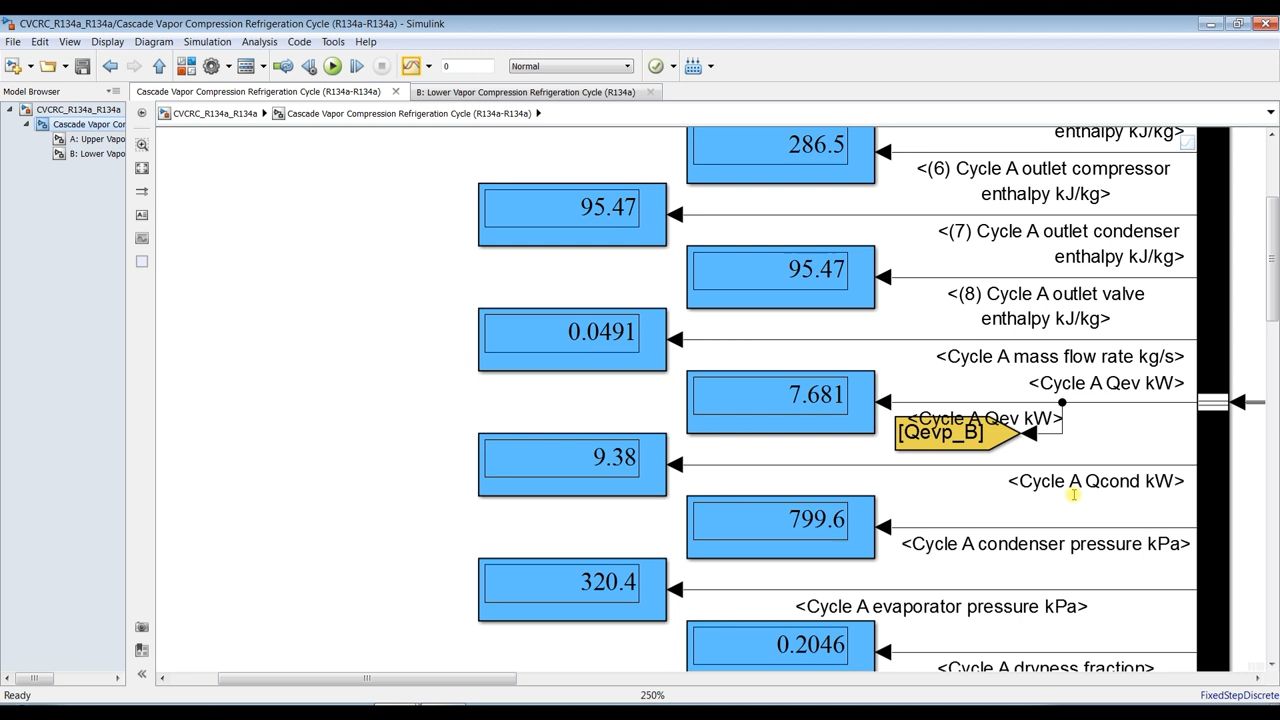 CVCRC_R134a_R134a/Cascade Vapor Compression Refrigeration Cycle (R134a-R134a) - Simulink
File Edit View Display Diagram Simulation Analysis Code Tools Help
0 Normal
Model Browser
Cascade Vapor Compression Refrigeration Cycle (R134a-R134a)
B: Lower Vapor Compression Refrigeration Cycle (R134a-R134a)
CVCRC_R134a_R134a
Cascade Vapor Compression Refrigeration Cycle (R134a-R134a)
CVCRC_R134a_R134a
Cascade Vapor Cor
A: Upper Vapo
B: Lower Vapo
enthalpy kJ/kg>
286.5
<(6) Cycle A outlet compressor
enthalpy kJ/kg>
95.47
<(7) Cycle A outlet condenser
enthalpy kJ/kg>
95.47
<(8) Cycle A outlet valve
enthalpy kJ/kg>
0.0491
<Cycle A mass flow rate kg/s>
<Cycle A Qev kW>
7.681
<Cycle A Qev kW>
[Qevp_B]
9.38
<Cycle A Qcond kW>
799.6
<Cycle A condenser pressure kPa>
320.4
<Cycle A evaporator pressure kPa>
0.2046
<Cycle A dryness fraction>
Ready
250%
FixedStepDiscrete